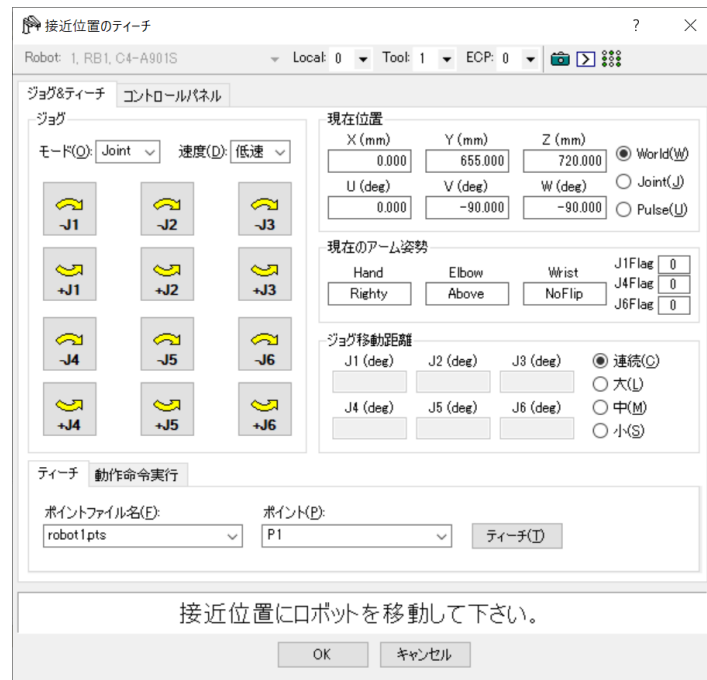 接近位置のティーチ
?
Robot: 1, RB1, C4-A901S Local: 0 Tool: 1 ECP: 0
ジョグ&ティーチ コントロールパネル
ジョグ
モード(O): Joint 速度(D): 低速
-J1 -J2 -J3
+J1 +J2 +J3
-J4 -J5 -J6
+J4 +J5 +J6
現在位置
X (mm) Y (mm) Z (mm)
0.000 655.000 720.000
U (deg) V (deg) W (deg)
0.000 -90.000 -90.000
World(W)
Joint(J)
Pulse(U)
現在のアーム姿勢
Hand Elbow Wrist
Righty Above NoFlip
J1Flag 0
J4Flag 0
J6Flag 0
ジョグ移動距離
J1 (deg) J2 (deg) J3 (deg)
J4 (deg) J5 (deg) J6 (deg)
連続(C)
大(L)
中(M)
小(S)
ティーチ 動作命令実行
ポイントファイル名(F): ポイント(P):
robot1.pts P1 ティーチ(T)
接近位置にロボットを移動して下さい。
OK キャンセル